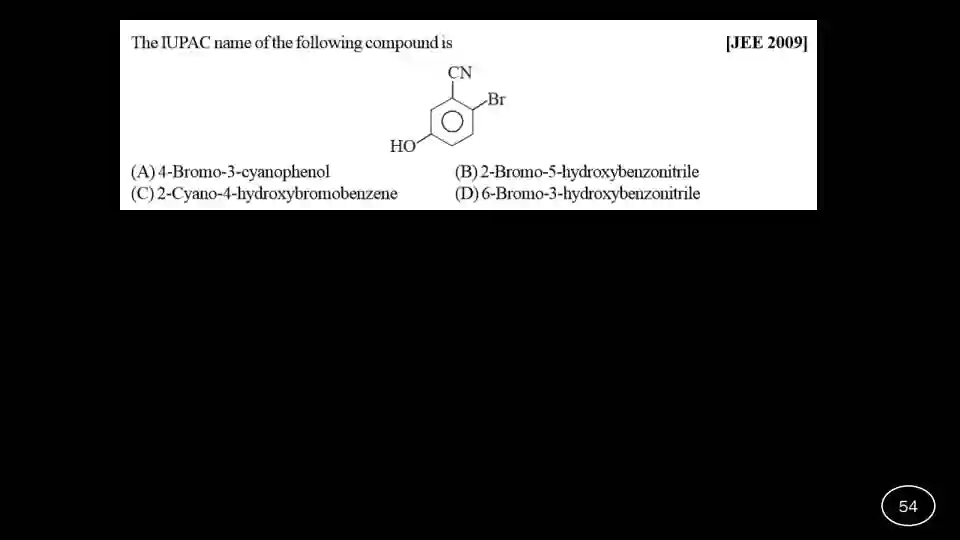 The IUPAC name of the following compound is [JEE 2009]
CN
Br
HO
(A) 4-Bromo-3-cyanophenol (B) 2-Bromo-5-hydroxybenzonitrile
(C) 2-Cyano-4-hydroxybromobenzene (D) 6-Bromo-3-hydroxybenzonitrile
54